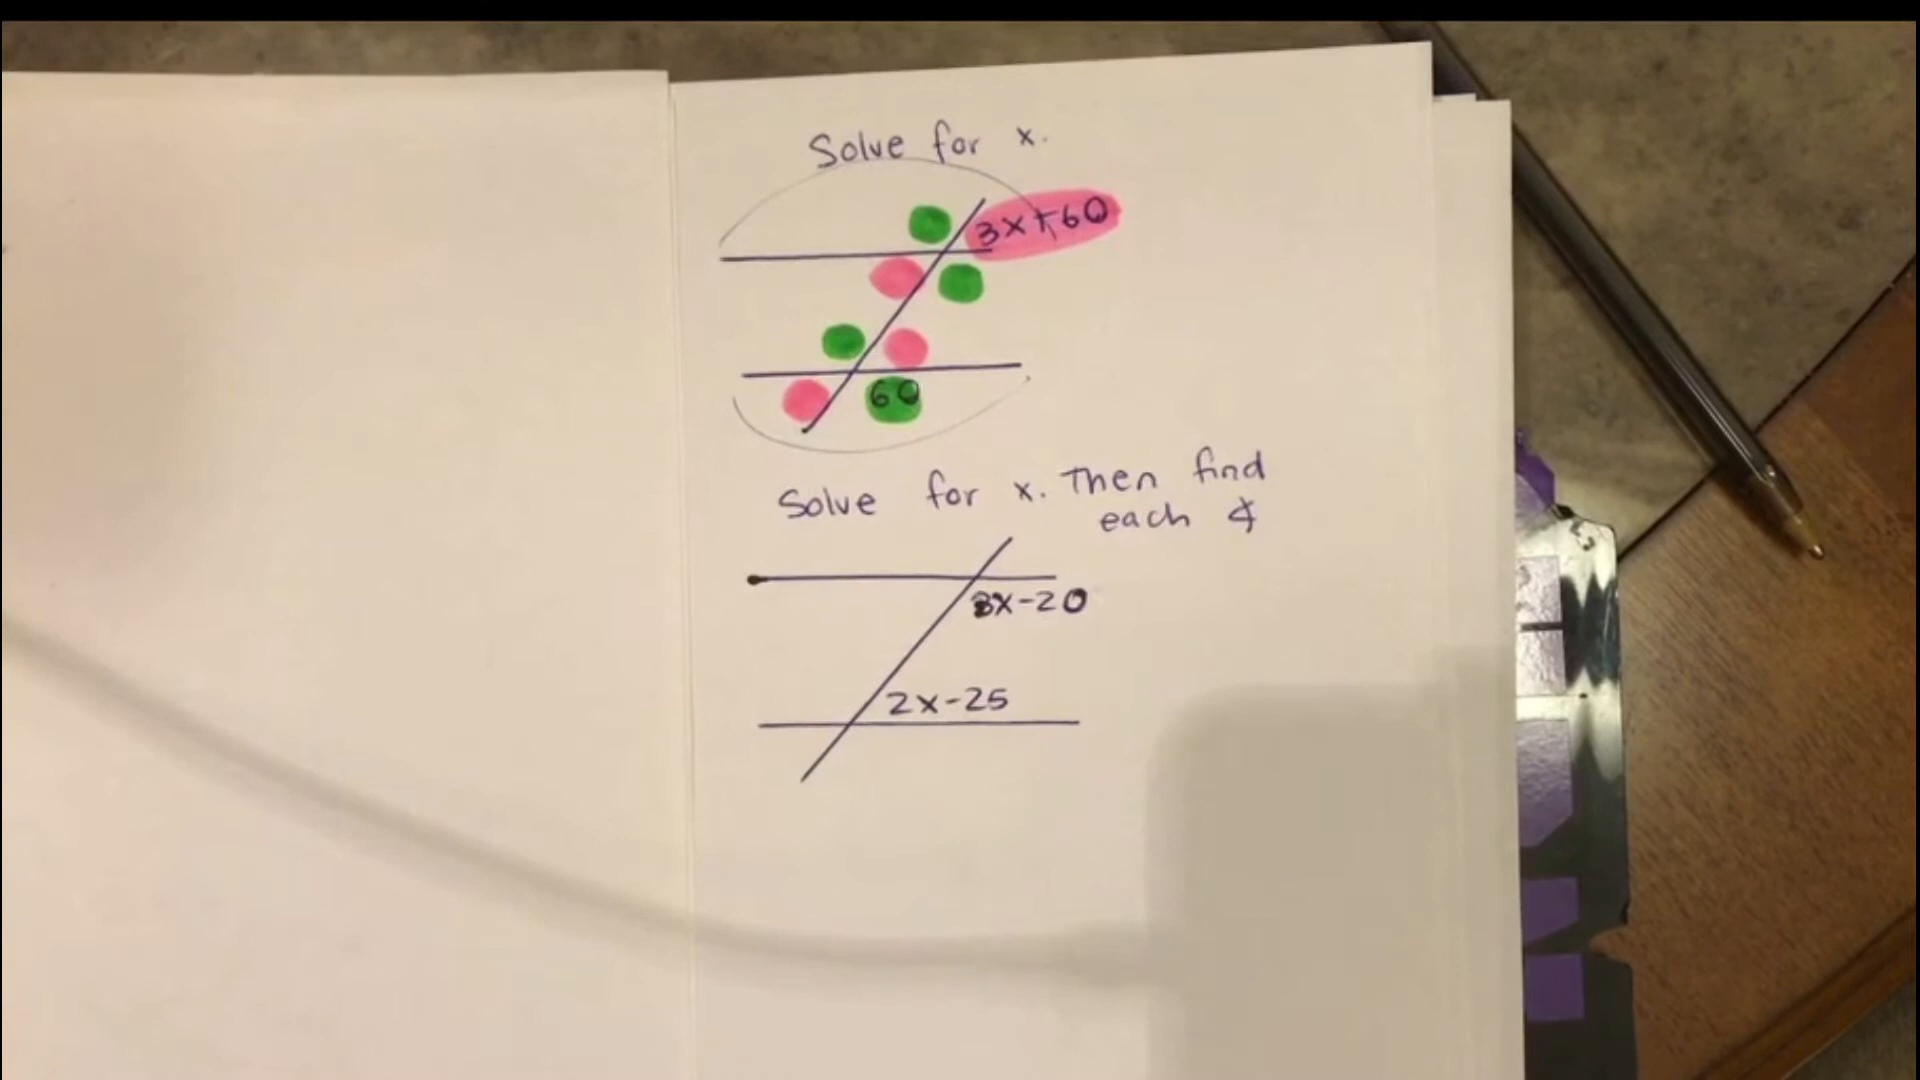 Solve for x.
3x+60
60
Solve for x. Then find
each ∡
3x-20
2x-25